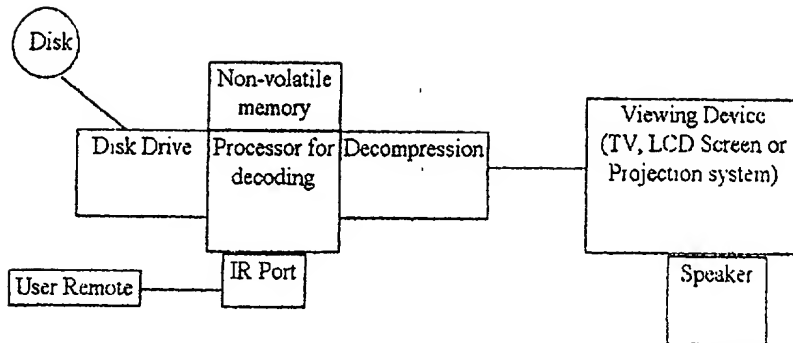 Disk
Non-volatile
memory
Disk Drive
Processor for
decoding
Decompression
Viewing Device
(TV, LCD Screen or
Projection system)
IR Port
User Remote
Speaker